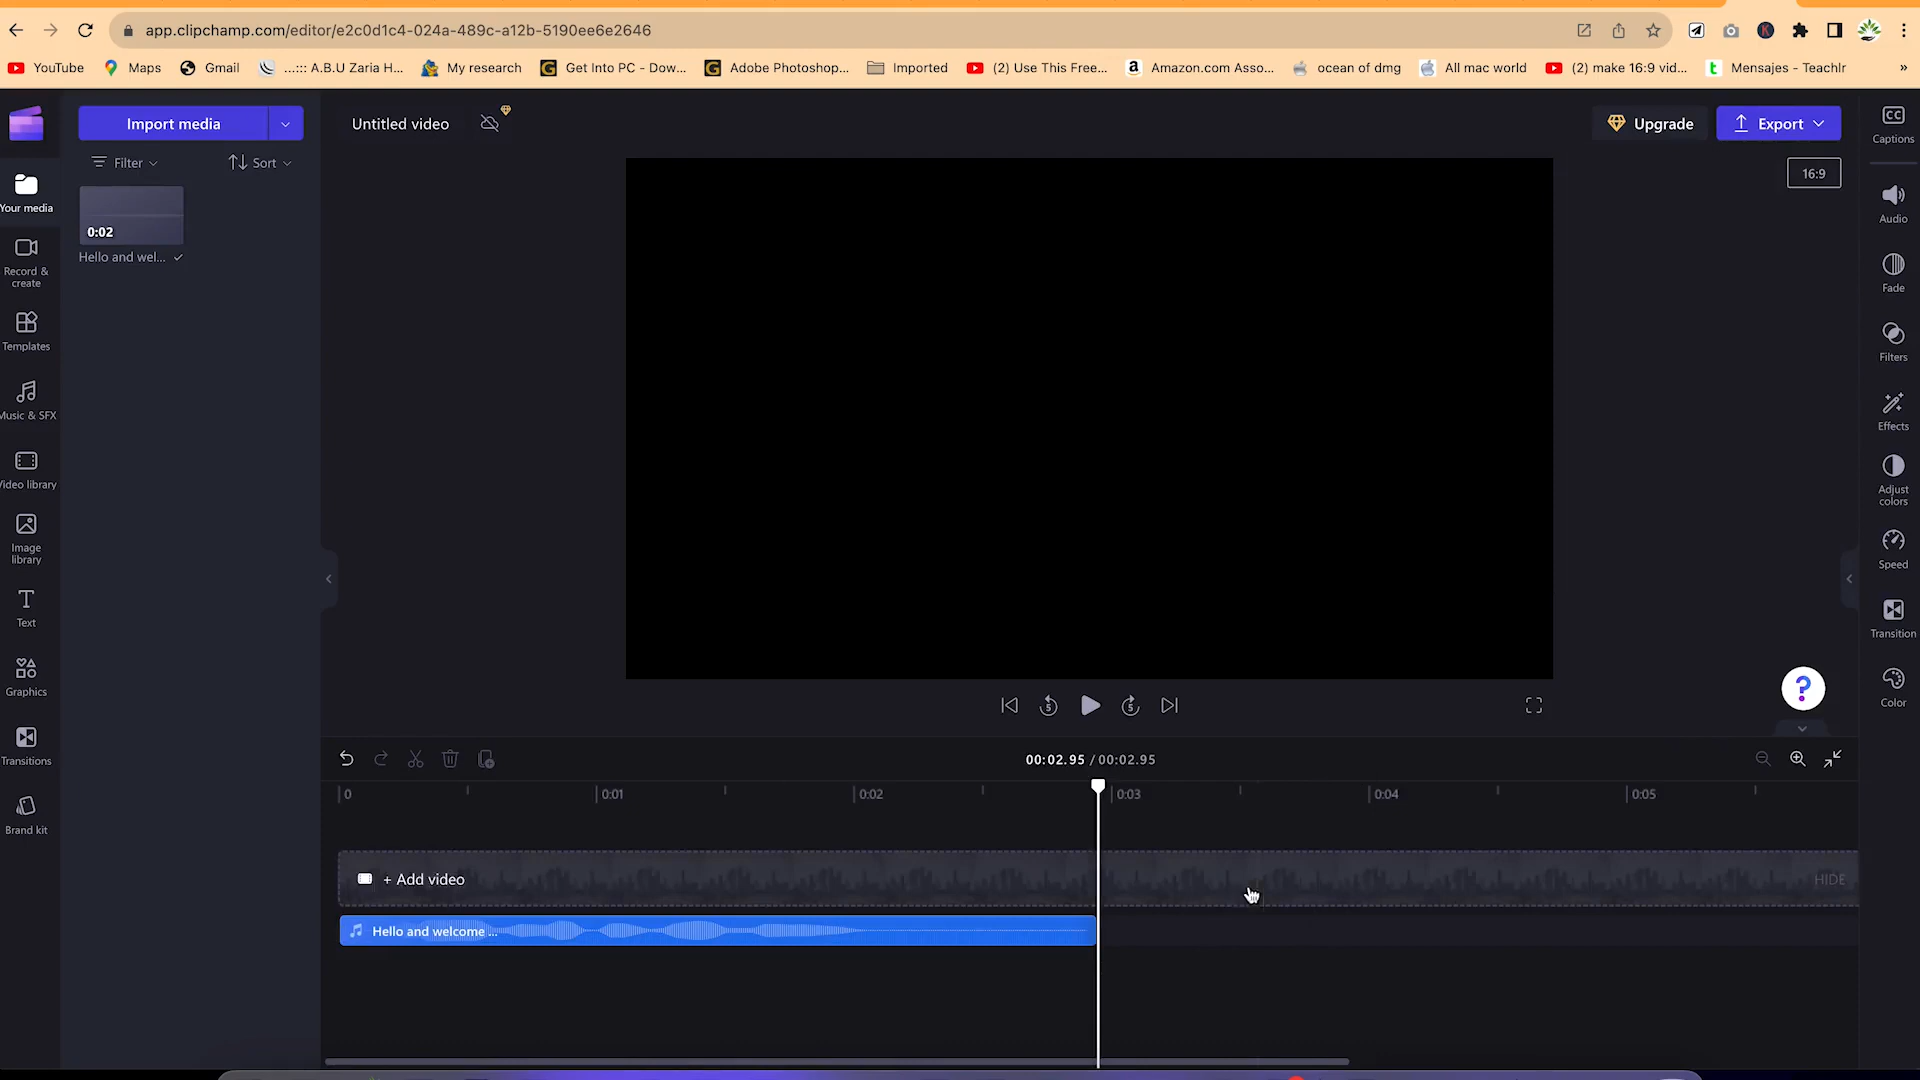 app.clipchamp.com/editor/e2c0d1c4-024a-489c-a12b-5190ee6e2646
YouTube
Maps
Gmail
...::: A.B.U Zaria H...
My research
Get Into PC - Dow...
Adobe Photoshop...
Imported
(2) Use This Free...
Amazon.com Asso...
ocean of dmg
All mac world
(2) make 16:9 vid...
Mensajes - Teachlr
»
Import media
Untitled video
Upgrade
Export
CC
Captions
Filter
Sort
16:9
Your media
0:02
Hello and wel...
Audio
Record &
create
Fade
Templates
Filters
Music & SFX
Effects
Video library
Adjust
colors
Image
library
Speed
Text
Transition
Graphics
5
5
?
Color
Transitions
00:02.95 / 00:02.95
0
0:01
0:02
0:03
0:04
0:05
Brand kit
+ Add video
HIDE
Hello and welcome ...